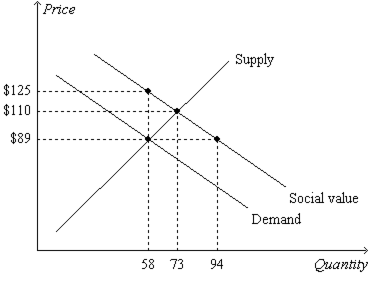 Price
Supply
$125
$110
$89
Social value
Demand
58 73 94 Quantity